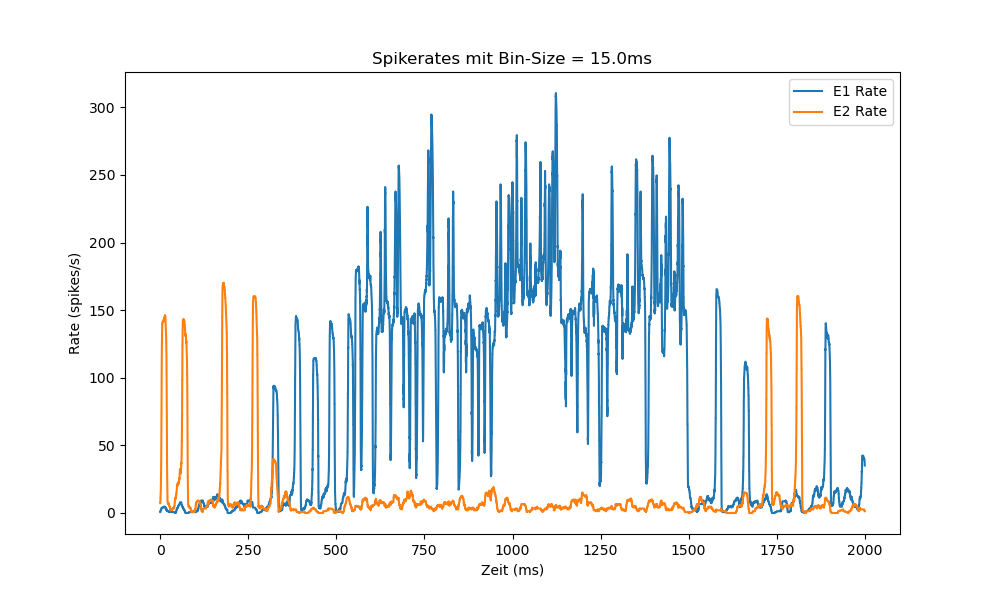 Spikerates mit Bin-Size = 15.0ms
E1 Rate
E2 Rate
300
250
200
150
100
50
0
Rate (spikes/s)
0 250 500 750 1000 1250 1500 1750 2000
Zeit (ms)